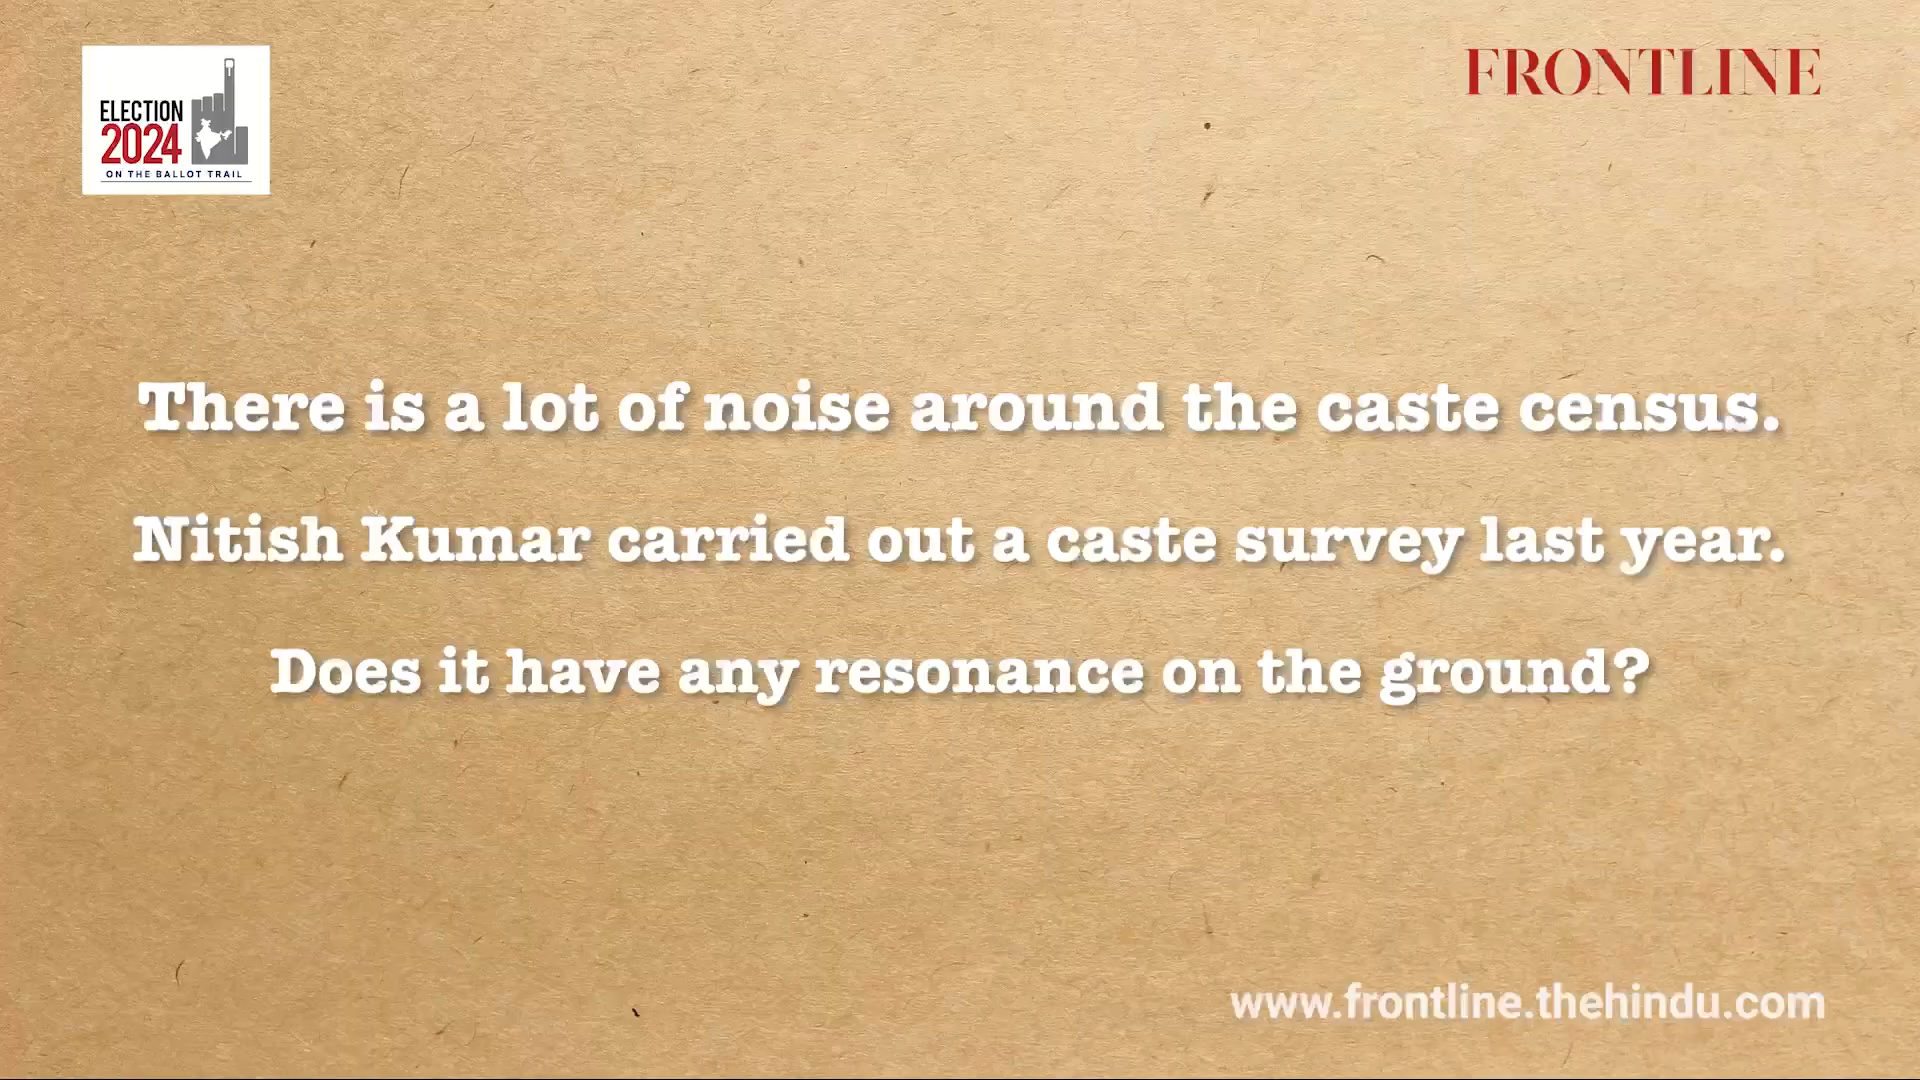 ELECTION
2024
ON THE BALLOT TRAIL
FRONTLINE
There is a lot of noise around the caste census.
Nitish Kumar carried out a caste survey last year.
Does it have any resonance on the ground?
www.frontline.thehindu.com